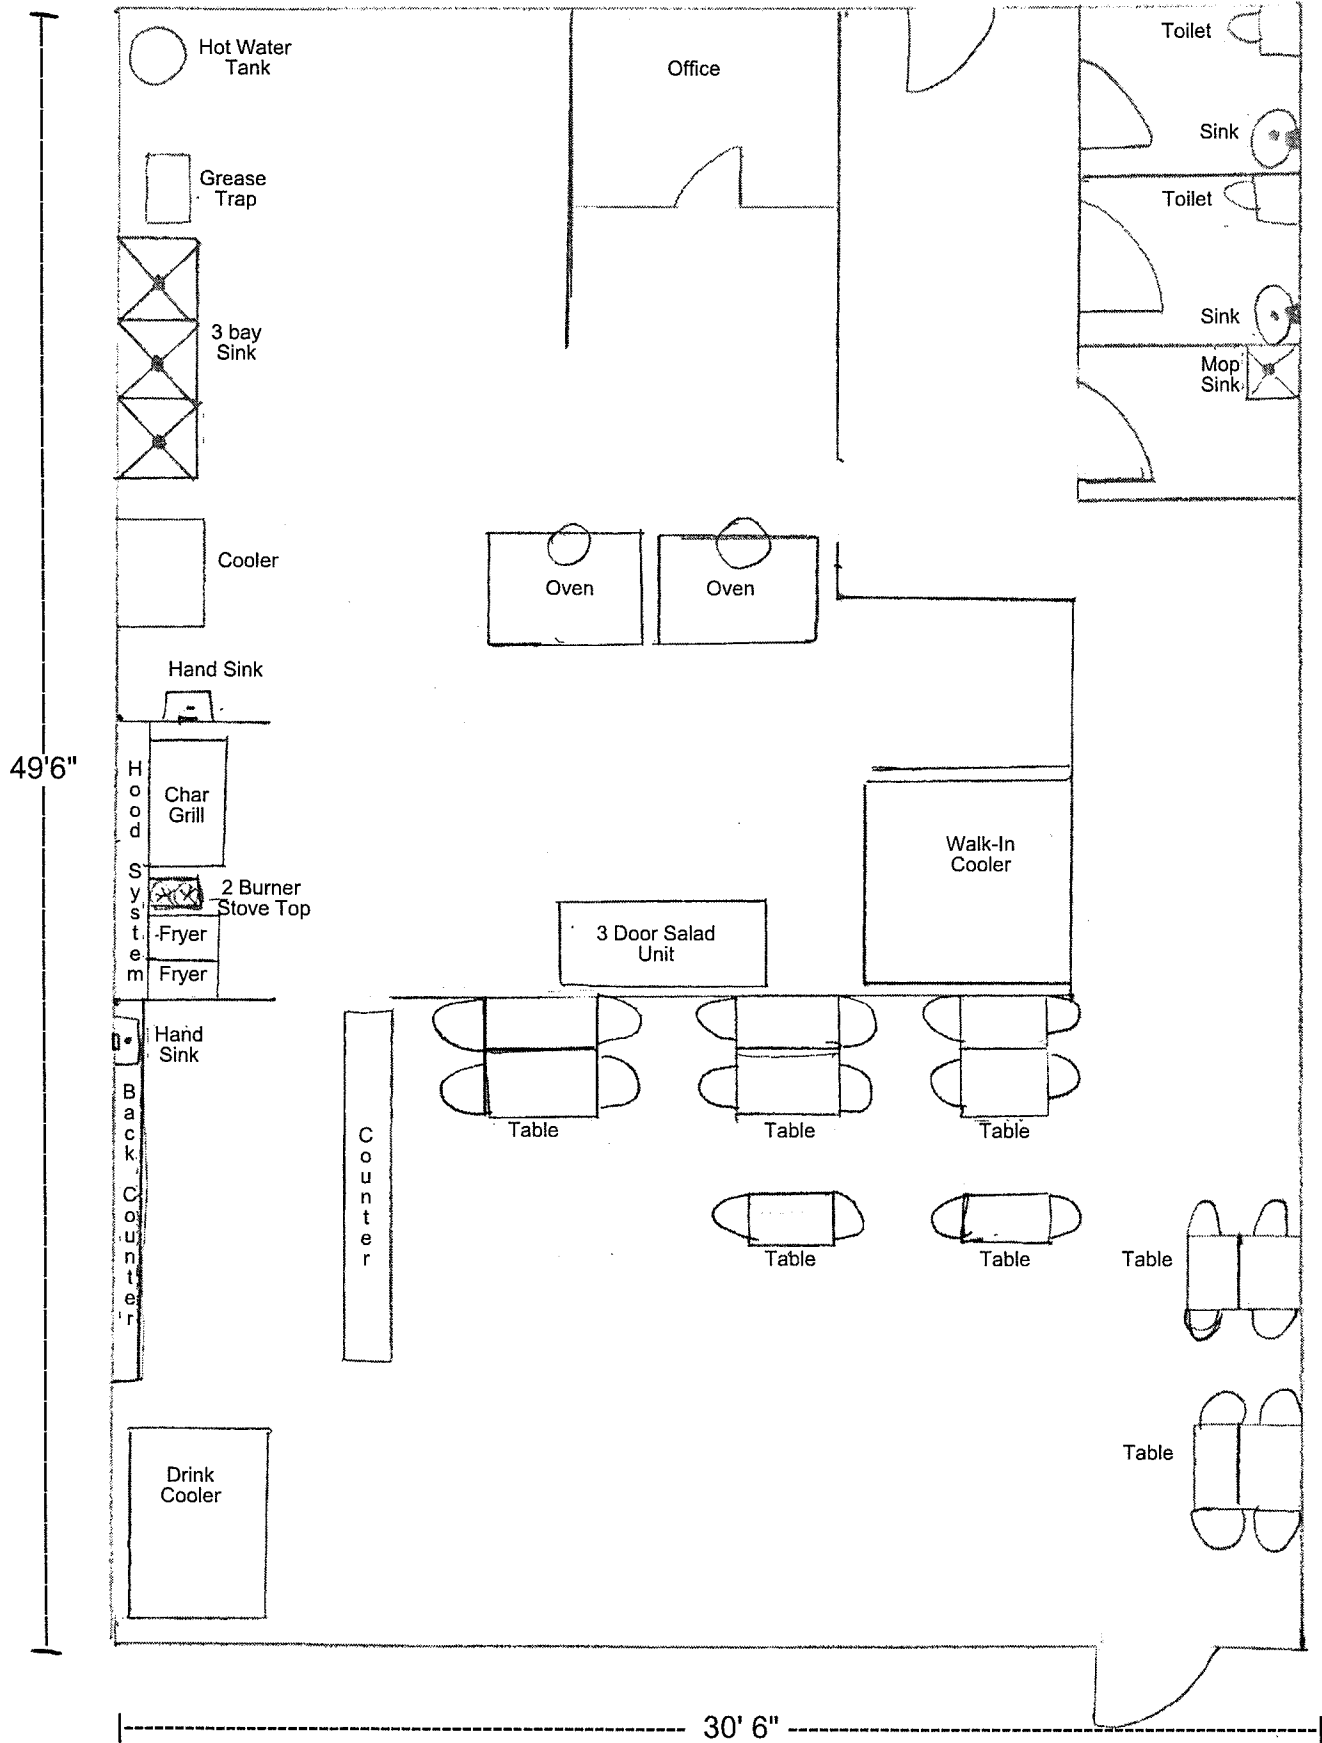 Hot Water
Tank
Office
Toilet
Sink
Grease
Trap
Toilet
3 bay
Sink
Sink
Mop
Sink
Cooler
Oven
Oven
Hand Sink
49'6"
Hood System
Char
Grill
Walk-In
Cooler
2 Burner
Stove Top
Fryer
Fryer
3 Door Salad
Unit
Hand
Sink
Back Counter
Counter
Table
Table
Table
Table
Table
Table
Table
Drink
Cooler
30' 6"